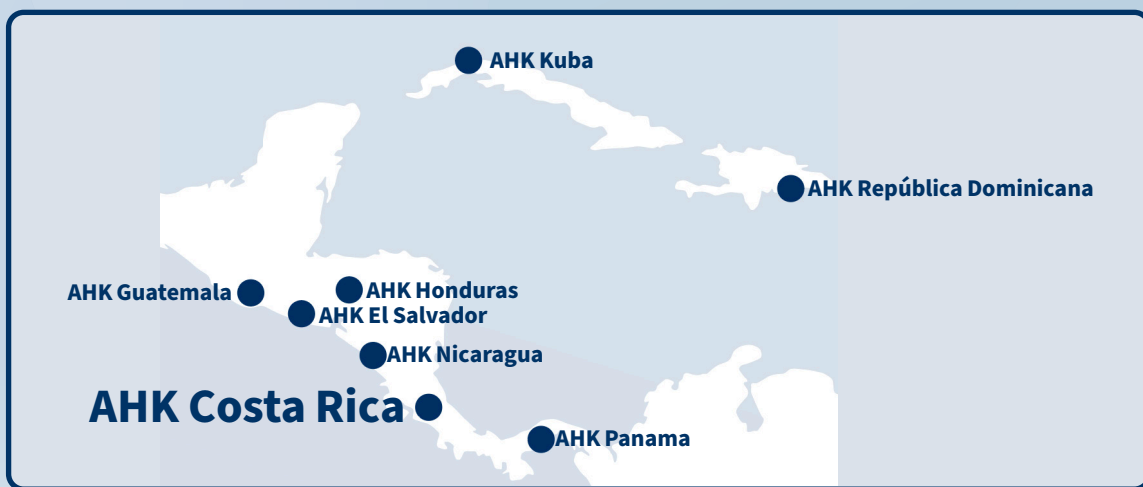 AHK Kuba
AHK República Dominicana
AHK Guatemala
AHK Honduras
AHK El Salvador
AHK Nicaragua
AHK Costa Rica
AHK Panama